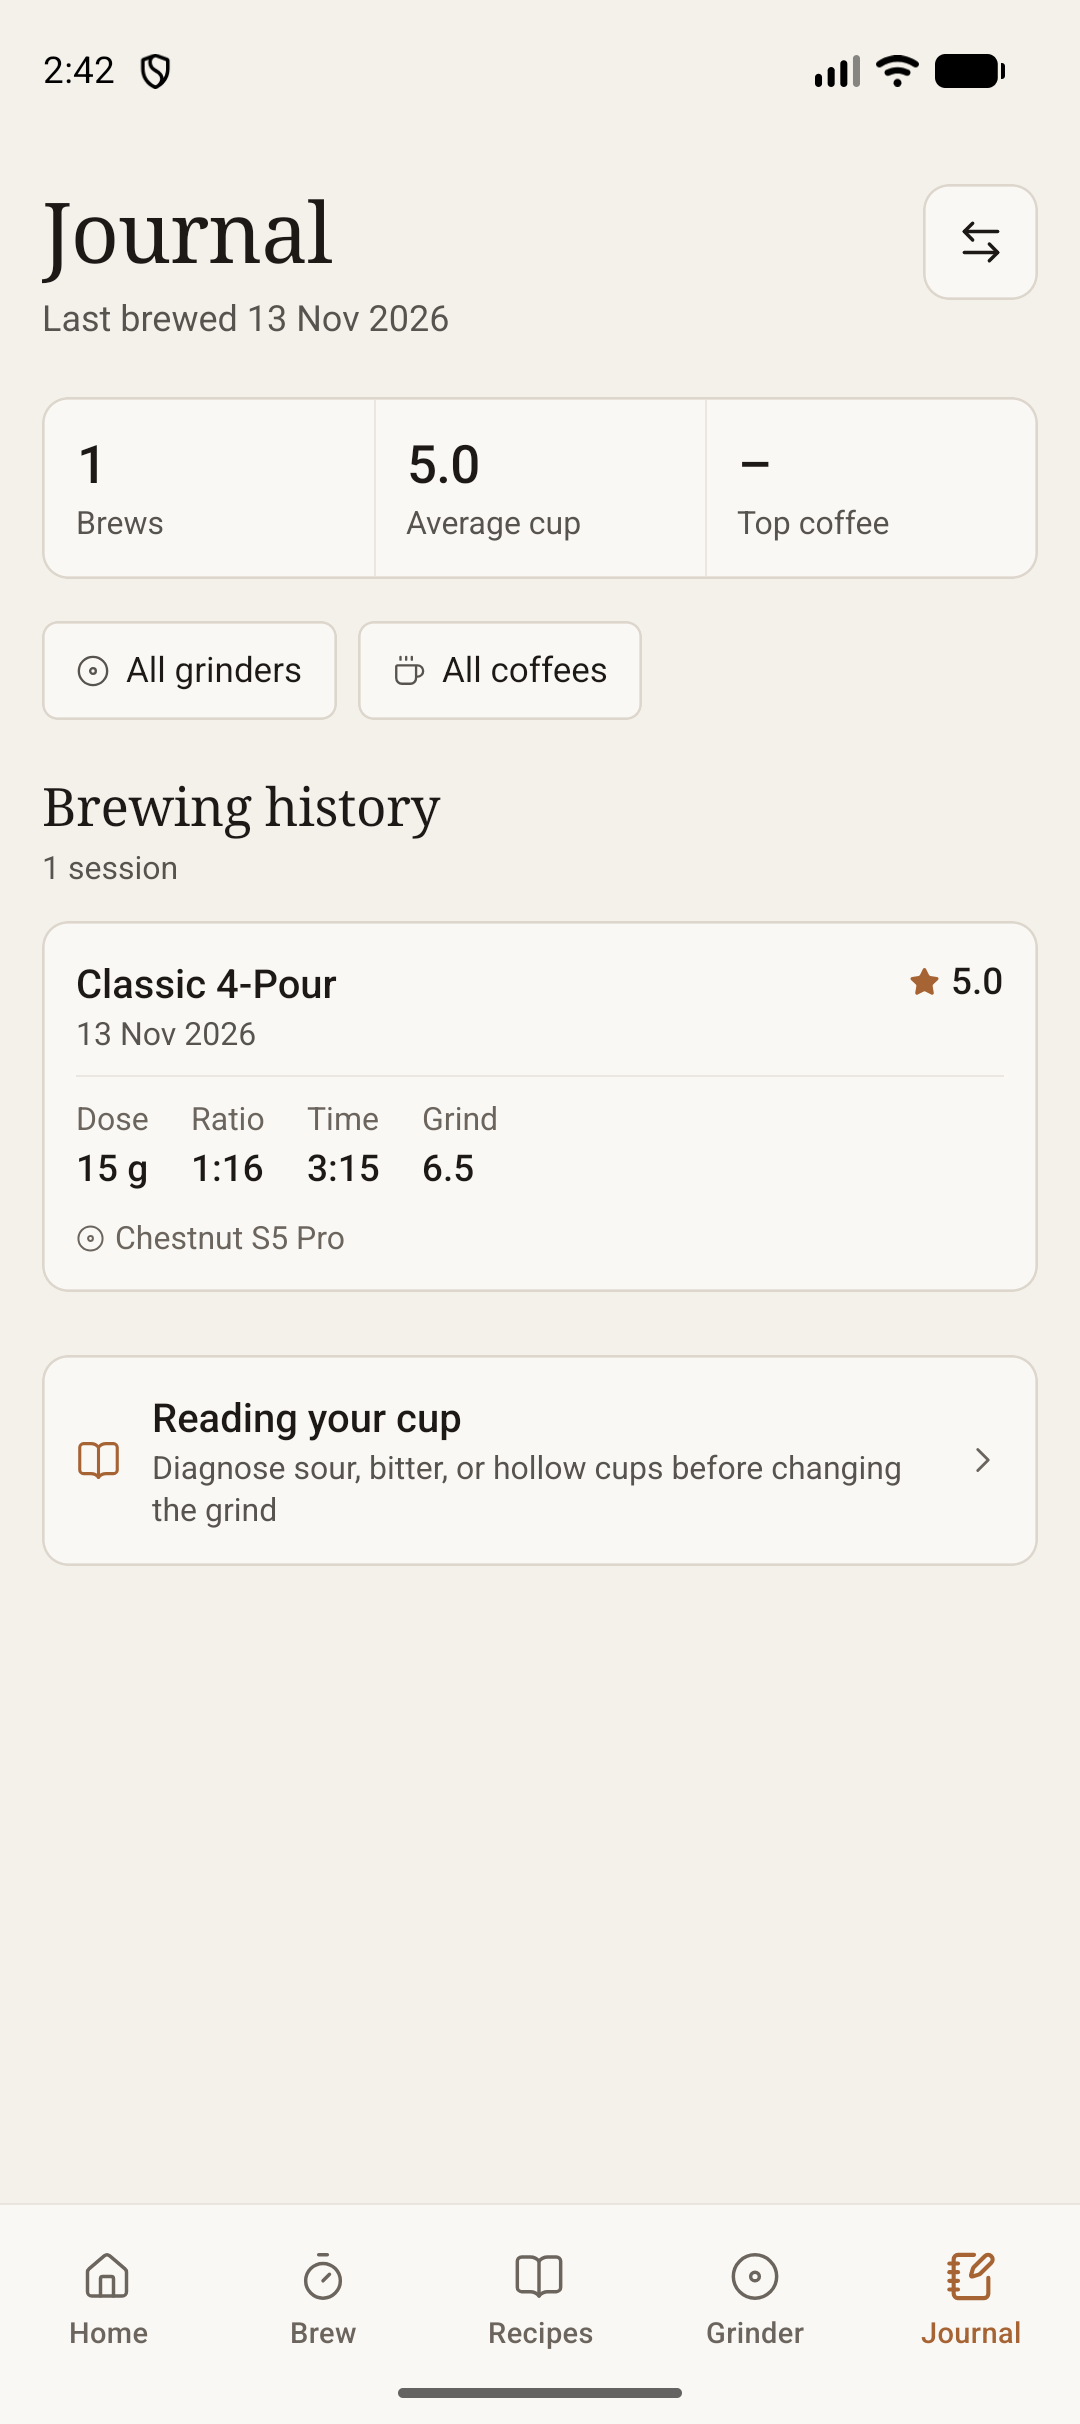 2:42
Journal
Last brewed 13 Nov 2026
1
Brews
5.0
Average cup
–
Top coffee
All grinders
All coffees
Brewing history
1 session
Classic 4-Pour
5.0
13 Nov 2026
Dose Ratio Time Grind
15 g 1:16 3:15 6.5
Chestnut S5 Pro
Reading your cup
Diagnose sour, bitter, or hollow cups before changing
the grind
Home Brew Recipes Grinder Journal